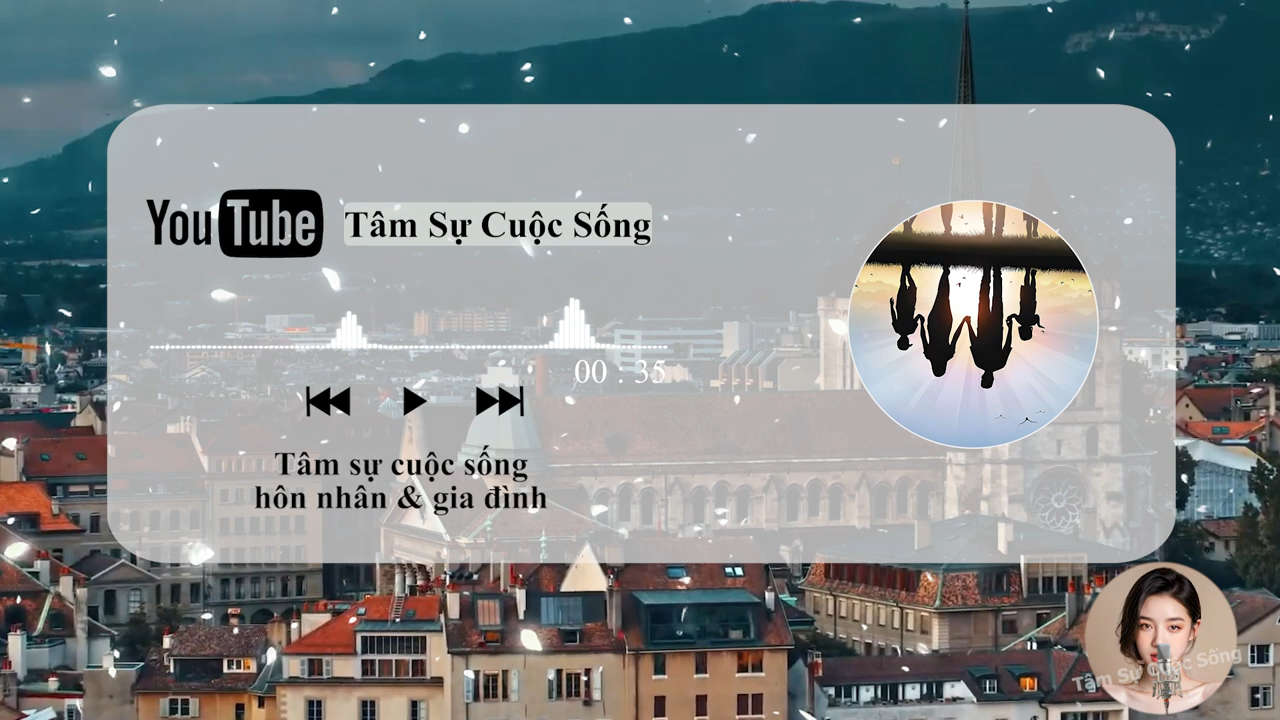 YouTube
Tâm Sự Cuộc Sống
00 : 35
Tâm sự cuộc sống
hôn nhân & gia đình
Tâm Sự Cuộc Sống